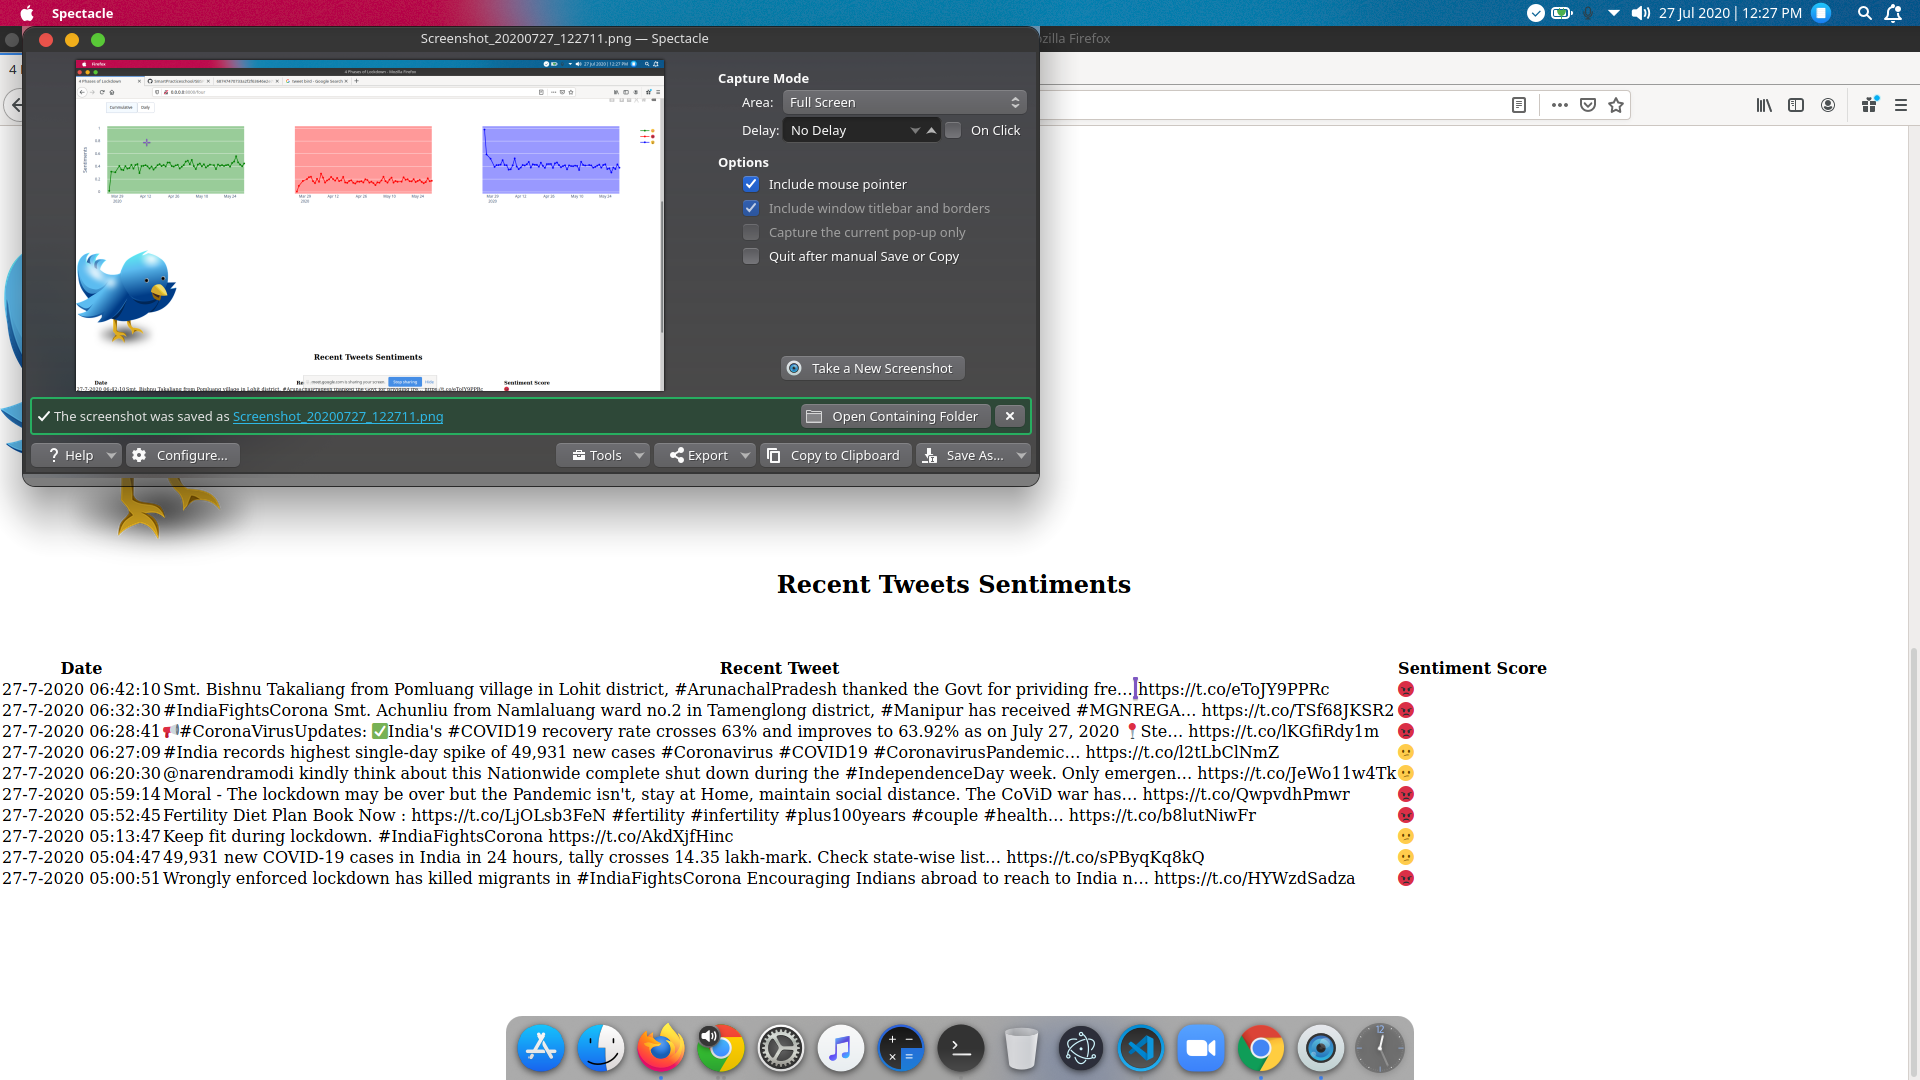 Spectacle
27 Jul 2020 | 12:27 PM
Screenshot_20200727_122711.png — Spectacle
zilla Firefox
4
Capture Mode
Area: Full Screen
Delay: No Delay On Click
Options
Include mouse pointer
Include window titlebar and borders
Capture the current pop-up only
Quit after manual Save or Copy
Take a New Screenshot
Cumulative Daily
Sentiments
Recent Tweets Sentiments
Date
Sentiment Score
The screenshot was saved as Screenshot_20200727_122711.png
Open Containing Folder
Help Configure... Tools Export Copy to Clipboard Save As...
Recent Tweets Sentiments
Date Recent Tweet Sentiment Score
27-7-2020 06:42:10 Smt. Bishnu Takaliang from Pomluang village in Lohit district, #ArunachalPradesh thanked the Govt for prividing fre… https://t.co/eToJY9PPRc 😡
27-7-2020 06:32:30 #IndiaFightsCorona Smt. Achunliu from Namlaluang ward no.2 in Tamenglong district, #Manipur has received #MGNREGA… https://t.co/TSf68JKSR2 😡
27-7-2020 06:28:41 📢#CoronaVirusUpdates: ✅India's #COVID19 recovery rate crosses 63% and improves to 63.92% as on July 27, 2020 📍Ste… https://t.co/lKGfiRdy1m 😡
27-7-2020 06:27:09 #India records highest single-day spike of 49,931 new cases #Coronavirus #COVID19 #CoronavirusPandemic… https://t.co/l2tLbClNmZ 😕
27-7-2020 06:20:30 @narendramodi kindly think about this Nationwide complete shut down during the #IndependenceDay week. Only emergen… https://t.co/JeWo11w4Tk 😕
27-7-2020 05:59:14 Moral - The lockdown may be over but the Pandemic isn't, stay at Home, maintain social distance. The CoViD war has… https://t.co/QwpvdhPmwr 😡
27-7-2020 05:52:45 Fertility Diet Plan Book Now : https://t.co/LjOLsb3FeN #fertility #infertility #plus100years #couple #health… https://t.co/b8lutNiwFr 😡
27-7-2020 05:13:47 Keep fit during lockdown. #IndiaFightsCorona https://t.co/AkdXjfHinc 😕
27-7-2020 05:04:47 49,931 new COVID-19 cases in India in 24 hours, tally crosses 14.35 lakh-mark. Check state-wise list… https://t.co/sPByqKq8kQ 😕
27-7-2020 05:00:51 Wrongly enforced lockdown has killed migrants in #IndiaFightsCorona Encouraging Indians abroad to reach to India n… https://t.co/HYWzdSadza 😡
12